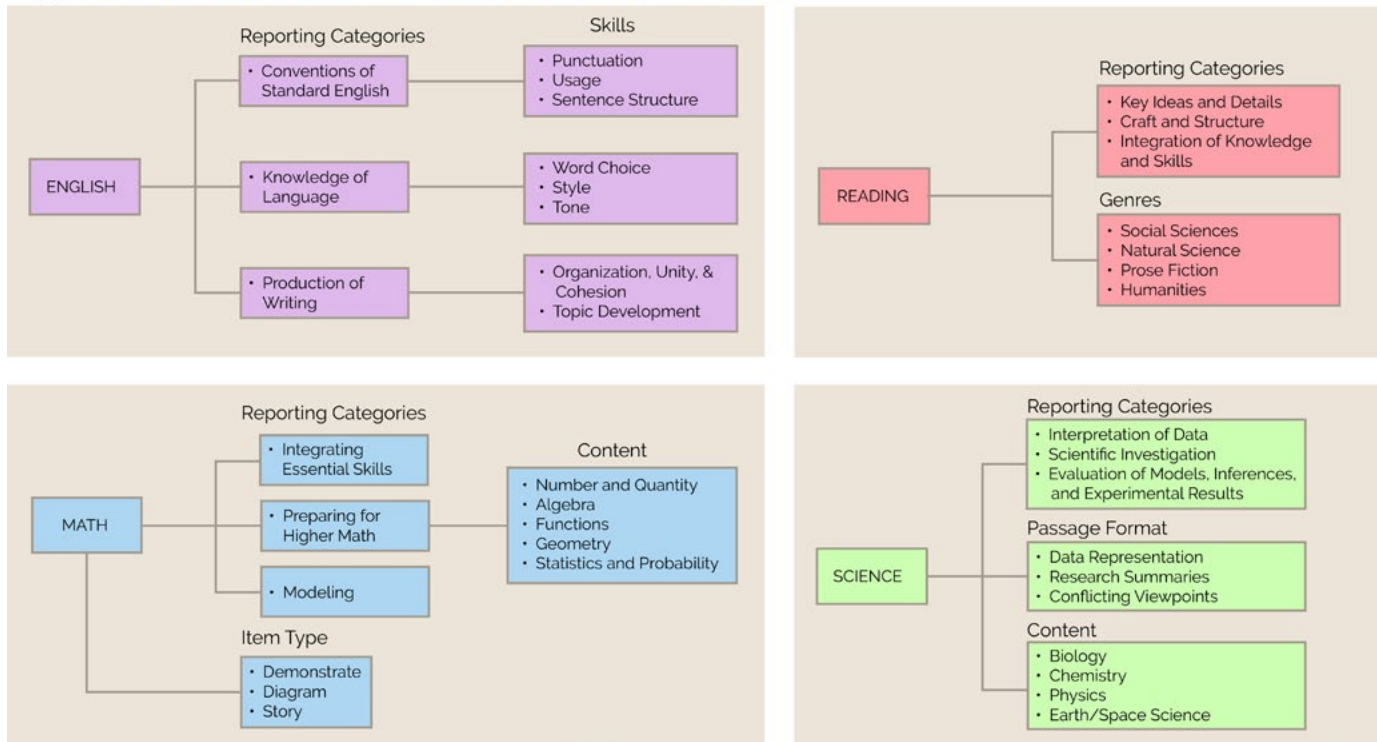 ENGLISH
Reporting Categories
• Conventions of
Standard English
• Knowledge of
Language
• Production of
Writing
Skills
• Punctuation
• Usage
• Sentence Structure
• Word Choice
• Style
• Tone
• Organization, Unity, &
Cohesion
• Topic Development
READING
Reporting Categories
• Key Ideas and Details
• Craft and Structure
• Integration of Knowledge
and Skills
Genres
• Social Sciences
• Natural Science
• Prose Fiction
• Humanities
MATH
Reporting Categories
• Integrating
Essential Skills
• Preparing for
Higher Math
• Modeling
Content
• Number and Quantity
• Algebra
• Functions
• Geometry
• Statistics and Probability
Item Type
• Demonstrate
• Diagram
• Story
SCIENCE
Reporting Categories
• Interpretation of Data
• Scientific Investigation
• Evaluation of Models, Inferences,
and Experimental Results
Passage Format
• Data Representation
• Research Summaries
• Conflicting Viewpoints
Content
• Biology
• Chemistry
• Physics
• Earth/Space Science